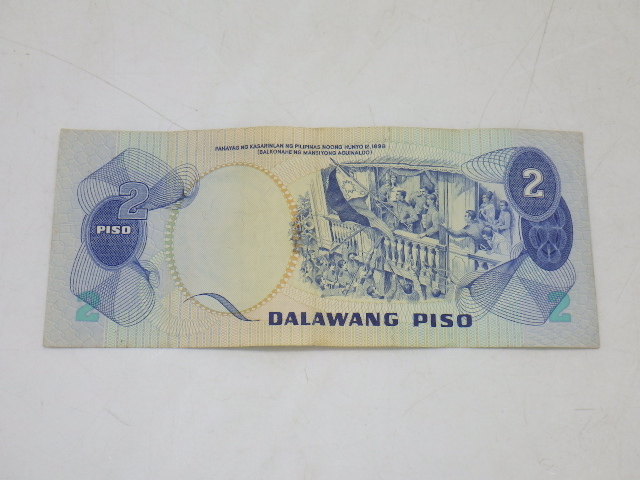 PAHAYAG NG KASARINLAN NG PILIPINAS NOONG HUNYO 12, 1898
(BALKONAHE NG MANSIYONG AGUINALDO)
2
PISO
2
2
DALAWANG PISO
2